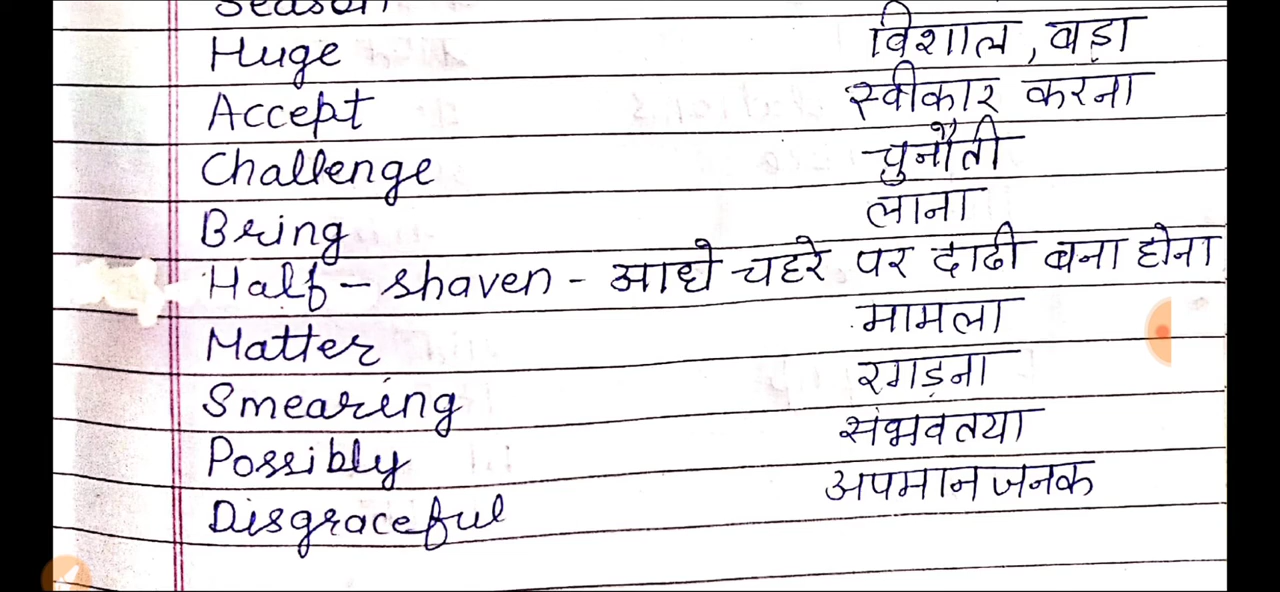 Season
Huge विशाल, बड़ा
Accept स्वीकार करना
Challenge चुनौती
Bring लाना
Half-shaven - आधे चहरे पर दाढी बना होना
Matter मामला
Smearing रगड़ना
Possibly संभवतया
Disgraceful अपमानजनक